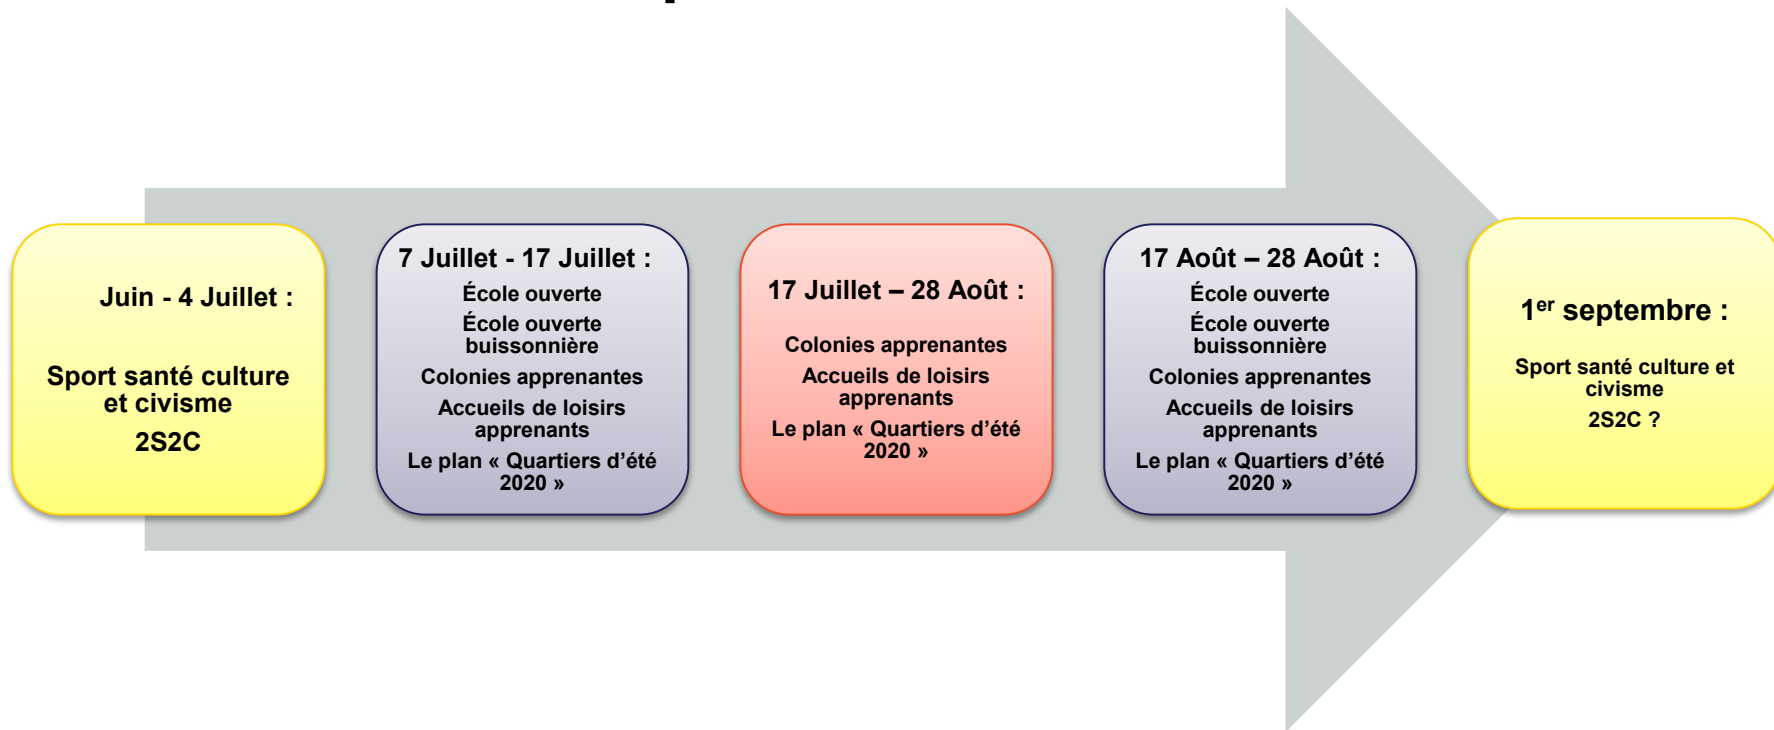 Juin - 4 Juillet :
Sport santé culture
et civisme
2S2C
7 Juillet - 17 Juillet :
École ouverte
École ouverte
buissonnière
Colonies apprenantes
Accueils de loisirs
apprenants
Le plan « Quartiers d’été
2020 »
17 Juillet – 28 Août :
Colonies apprenantes
Accueils de loisirs
apprenants
Le plan « Quartiers d’été
2020 »
17 Août – 28 Août :
École ouverte
École ouverte
buissonnière
Colonies apprenantes
Accueils de loisirs
apprenants
Le plan « Quartiers d’été
2020 »
1er septembre :
Sport santé culture et
civisme
2S2C ?